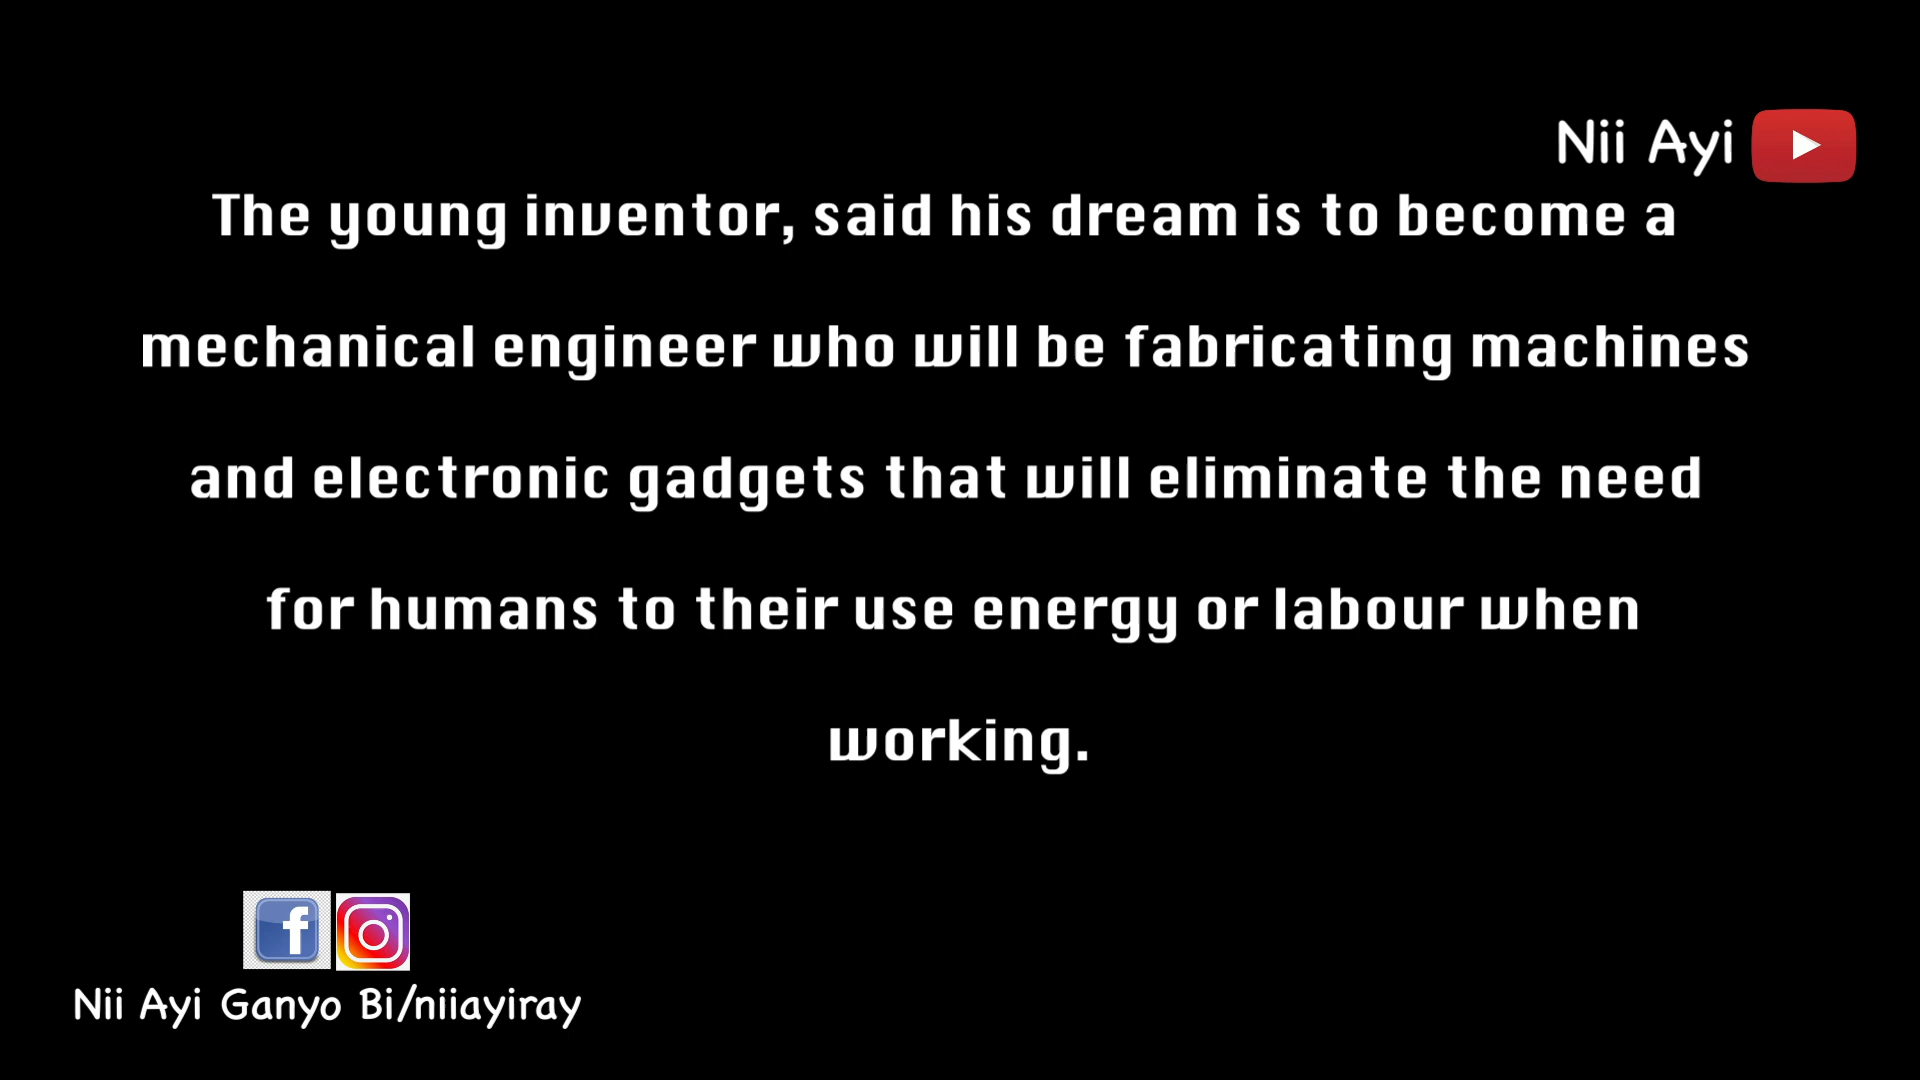 Nii Ayi
The young inventor, said his dream is to become a
mechanical engineer who will be fabricating machines
and electronic gadgets that will eliminate the need
for humans to their use energy or labour when
working.
Nii Ayi Ganyo Bi/niiayiray